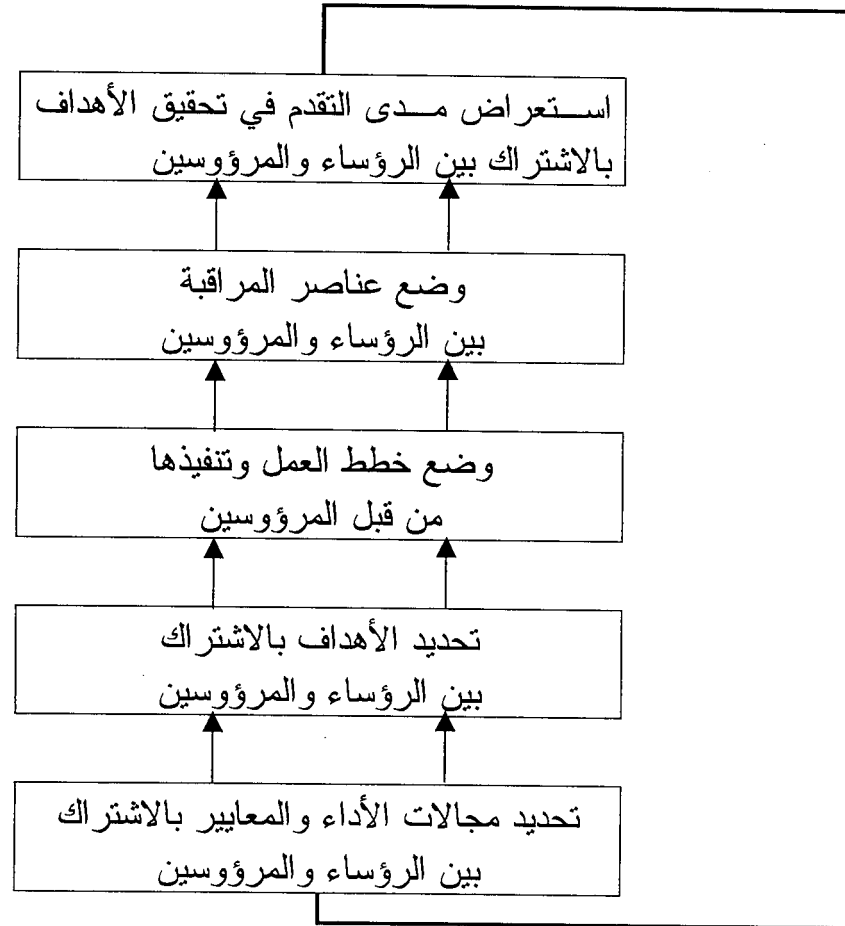 استعراض مدى التقدم في تحقيق الأهداف
بالاشتراك بين الرؤساء والمرؤوسين
وضع عناصر المراقبة
بين الرؤساء والمرؤوسين
وضع خطط العمل وتنفيذها
من قبل المرؤوسين
تحديد الأهداف بالاشتراك
بين الرؤساء والمرؤوسين
تحديد مجالات الأداء والمعايير بالاشتراك
بين الرؤساء والمرؤوسين